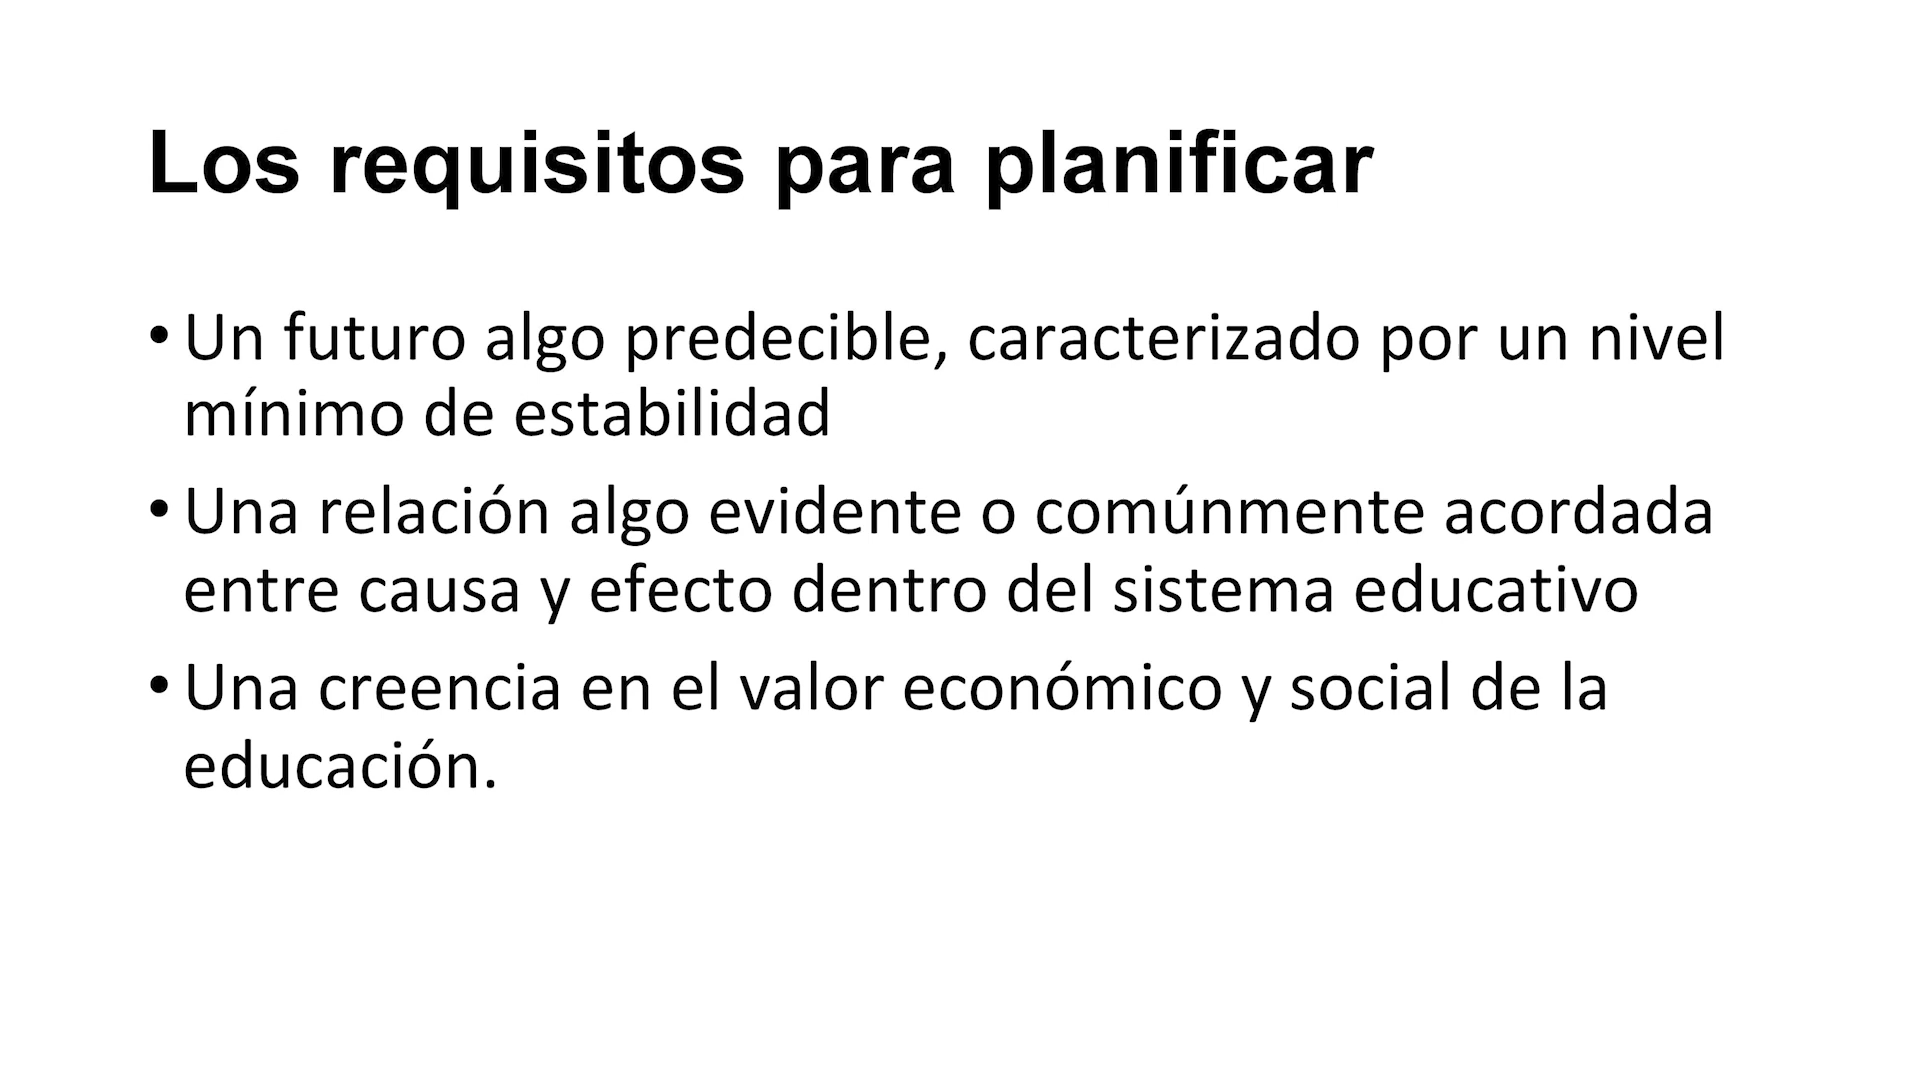 Los requisitos para planificar
• Un futuro algo predecible, caracterizado por un nivel
mínimo de estabilidad
• Una relación algo evidente o comúnmente acordada
entre causa y efecto dentro del sistema educativo
• Una creencia en el valor económico y social de la
educación.